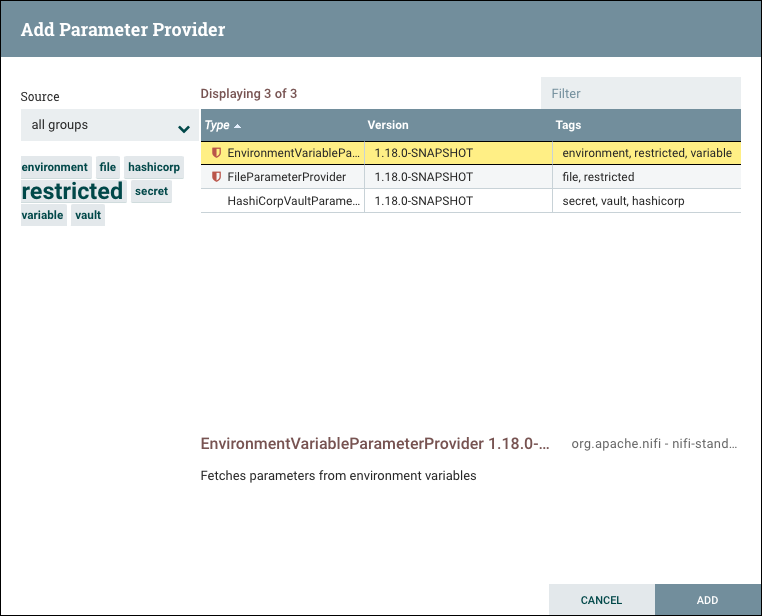 Add Parameter Provider
Source
Displaying 3 of 3
Filter
all groups
Type Version Tags
environment file hashicorp
restricted secret
variable vault
EnvironmentVariablePa... 1.18.0-SNAPSHOT environment, restricted, variable
FileParameterProvider 1.18.0-SNAPSHOT file, restricted
HashiCorpVaultParame... 1.18.0-SNAPSHOT secret, vault, hashicorp
EnvironmentVariableParameterProvider 1.18.0-... org.apache.nifi - nifi-stand...
Fetches parameters from environment variables
CANCEL ADD